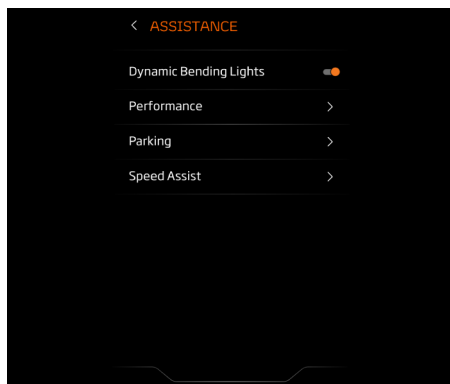 ASSISTANCE
Dynamic Bending Lights
Performance
Parking
Speed Assist